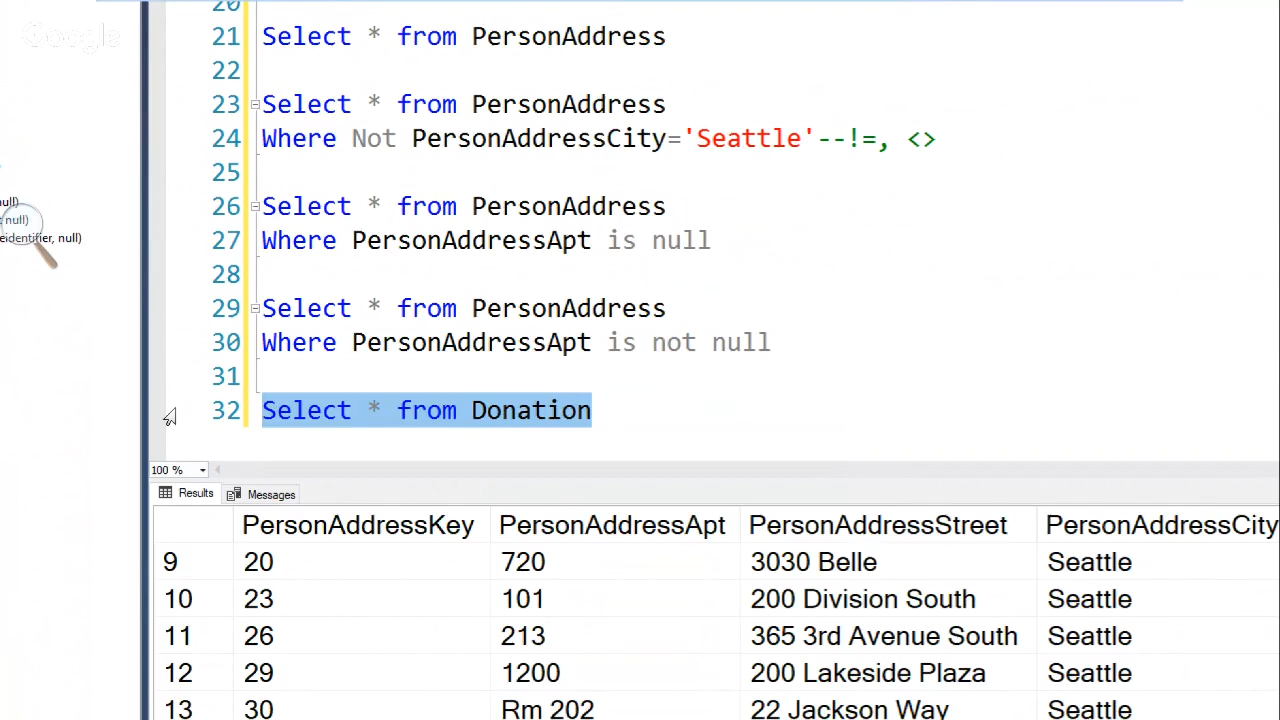 Google
20
21 Select * from PersonAddress
22
23 Select * from PersonAddress
24 Where Not PersonAddressCity='Seattle'--!=, <>
25
26 Select * from PersonAddress
27 Where PersonAddressApt is null
28
29 Select * from PersonAddress
30 Where PersonAddressApt is not null
31
32 Select * from Donation
null)
null)
eidentifier, null)
100 %
Results Messages
PersonAddressKey PersonAddressApt PersonAddressStreet PersonAddressCity
9 20 720 3030 Belle Seattle
10 23 101 200 Division South Seattle
11 26 213 365 3rd Avenue South Seattle
12 29 1200 200 Lakeside Plaza Seattle
13 30 Rm 202 22 Jackson Way Seattle